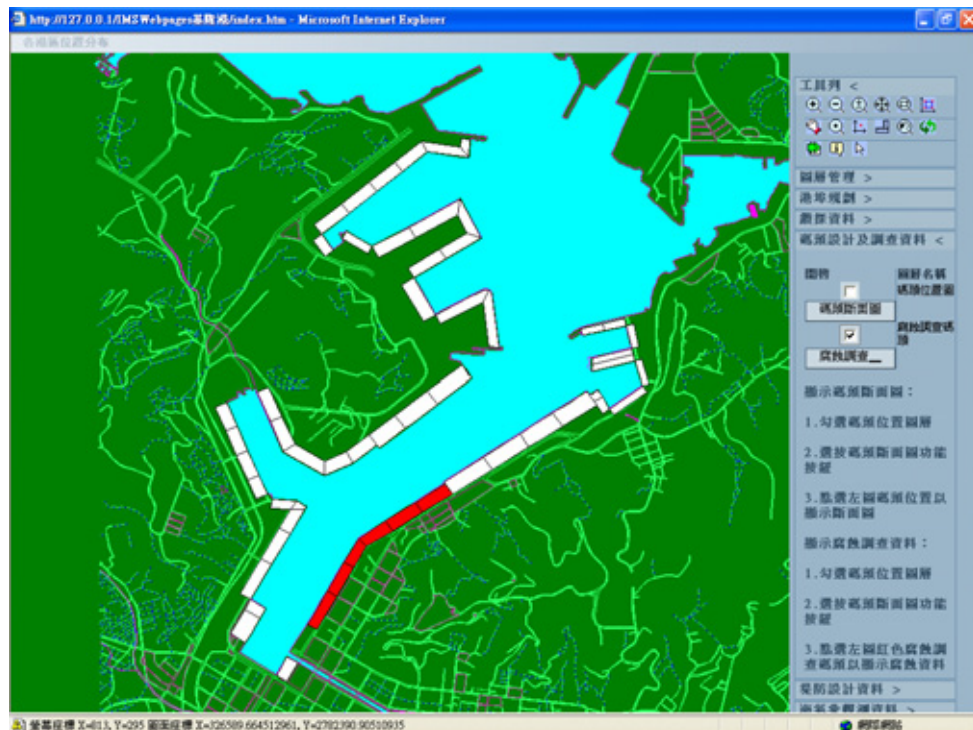 http://127.0.0.1/IMSWebpages基隆港/index.htm - Microsoft Internet Explorer
各港區位置分布
工具列 <
圖層管理 >
港埠規劃 >
鑽探資料 >
碼頭設計及調查資料 <
開啓 圖層名稱
碼頭位置圖
碼頭斷面圖
腐蝕調查碼頭
腐蝕調查
顯示碼頭斷面圖：
1.勾選碼頭位置圖層
2.選按碼頭斷面圖功能
按鈕
3.點選左圖碼頭位置以
顯示斷面圖
顯示腐蝕調查資料：
1.勾選碼頭位置圖層
2.選按碼頭斷面圖功能
按鈕
3.點選左圖紅色腐蝕調
查碼頭以顯示腐蝕資料
堤防設計資料 >
螢幕座標 X=813, Y=295 圖面座標 X=326589.664512961, Y=2782390.90510935
網際網路